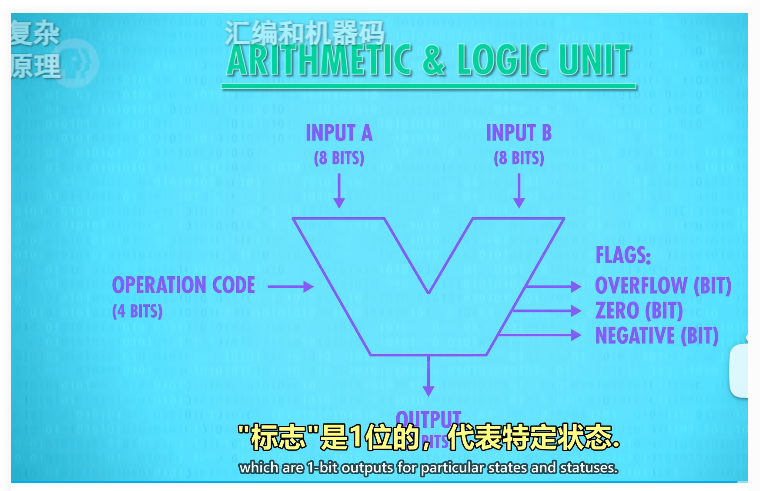 复杂
汇编和机器码
原理
ARITHMETIC & LOGIC UNIT
INPUT A
(8 BITS)
INPUT B
(8 BITS)
FLAGS:
OPERATION CODE
(4 BITS)
OVERFLOW (BIT)
ZERO (BIT)
NEGATIVE (BIT)
OUTPUT
"标志"是1位的，代表特定状态.
which are 1-bit outputs for particular states and statuses.